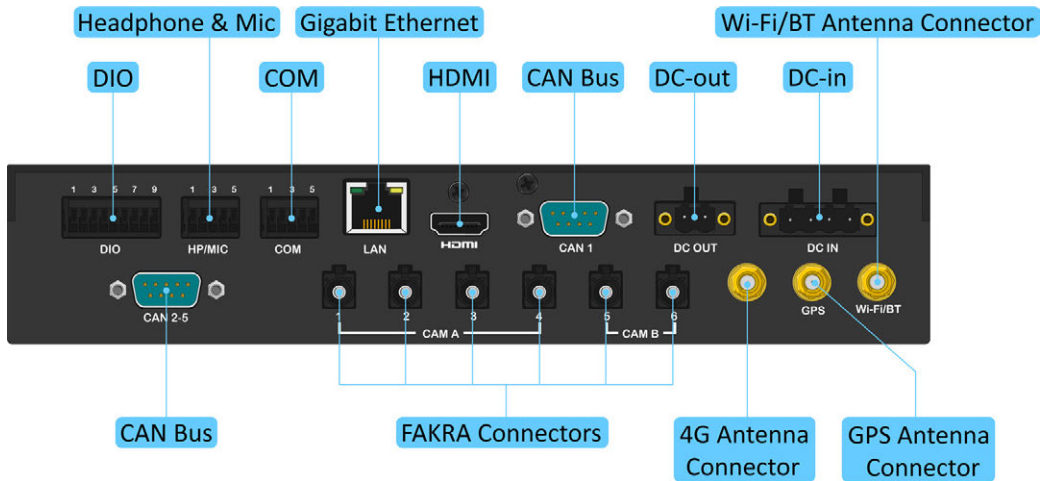 Headphone & Mic
Gigabit Ethernet
Wi-Fi/BT Antenna Connector
DIO
COM
HDMI
CAN Bus
DC-out
DC-in
1 3 5 7 9
1 3 5
1 3 5
DIO
HP/MIC
COM
LAN
HDMI
CAN 1
DC OUT
DC IN
CAN 2-5
1
2
3
4
5
6
CAM A
CAM B
GPS
Wi-Fi/BT
CAN Bus
FAKRA Connectors
4G Antenna
Connector
GPS Antenna
Connector